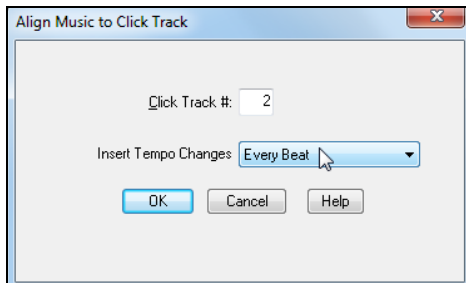 Align Music to Click Track
Click Track #: 2
Insert Tempo Changes Every Beat
OK Cancel Help